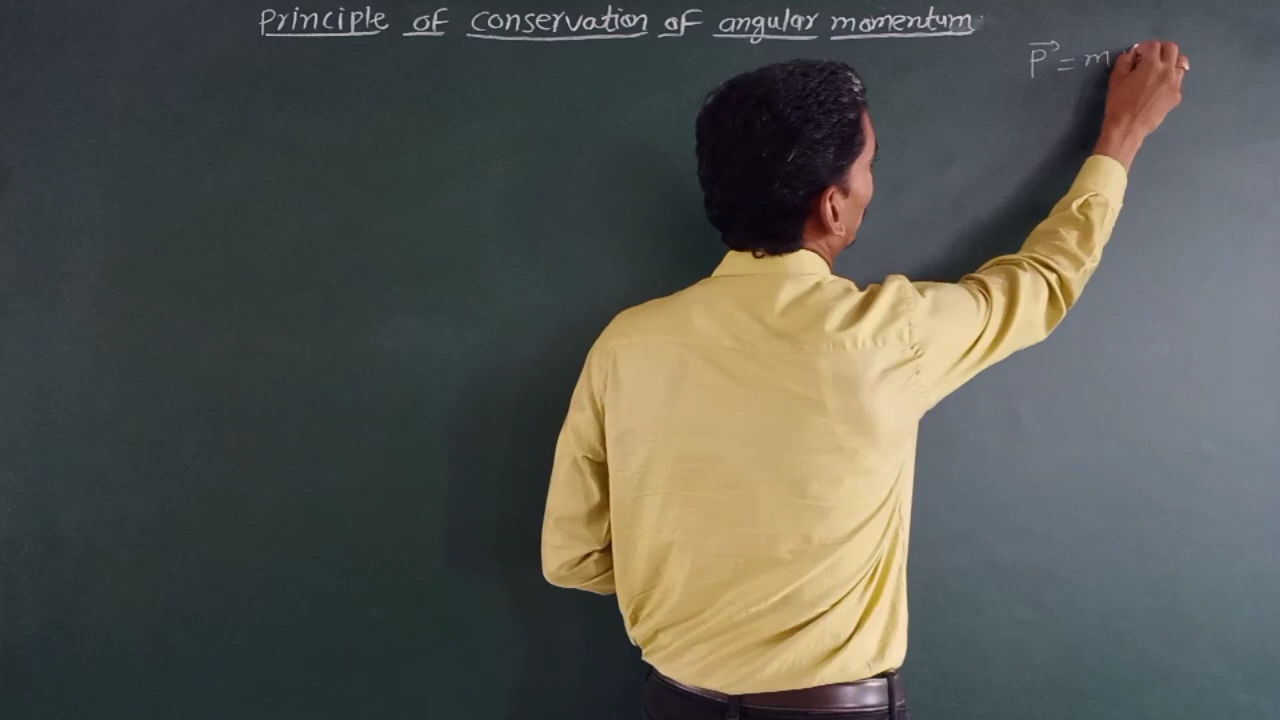 Principle of conservation of angular momentum
P⃗ = m